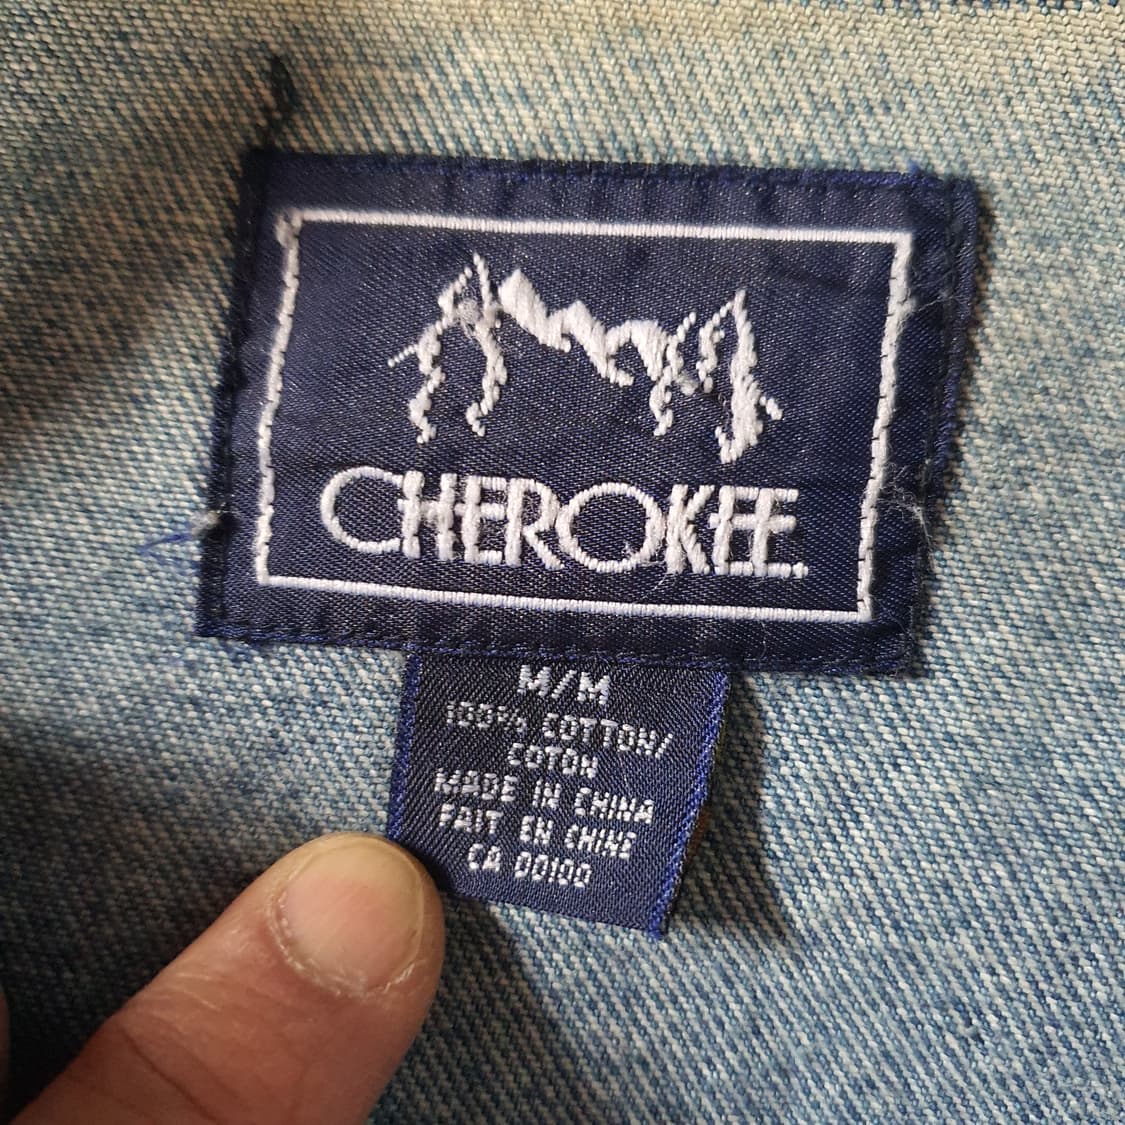 CHEROKEE.
M/M
100% COTTON/
COTON
MADE IN CHINA
FAIT EN CHINE
CA 00100